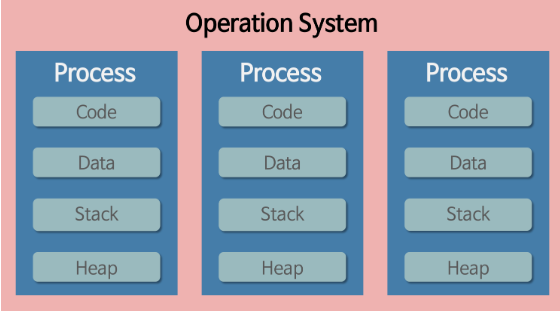 Operation System
Process
Code
Data
Stack
Heap
Process
Code
Data
Stack
Heap
Process
Code
Data
Stack
Heap